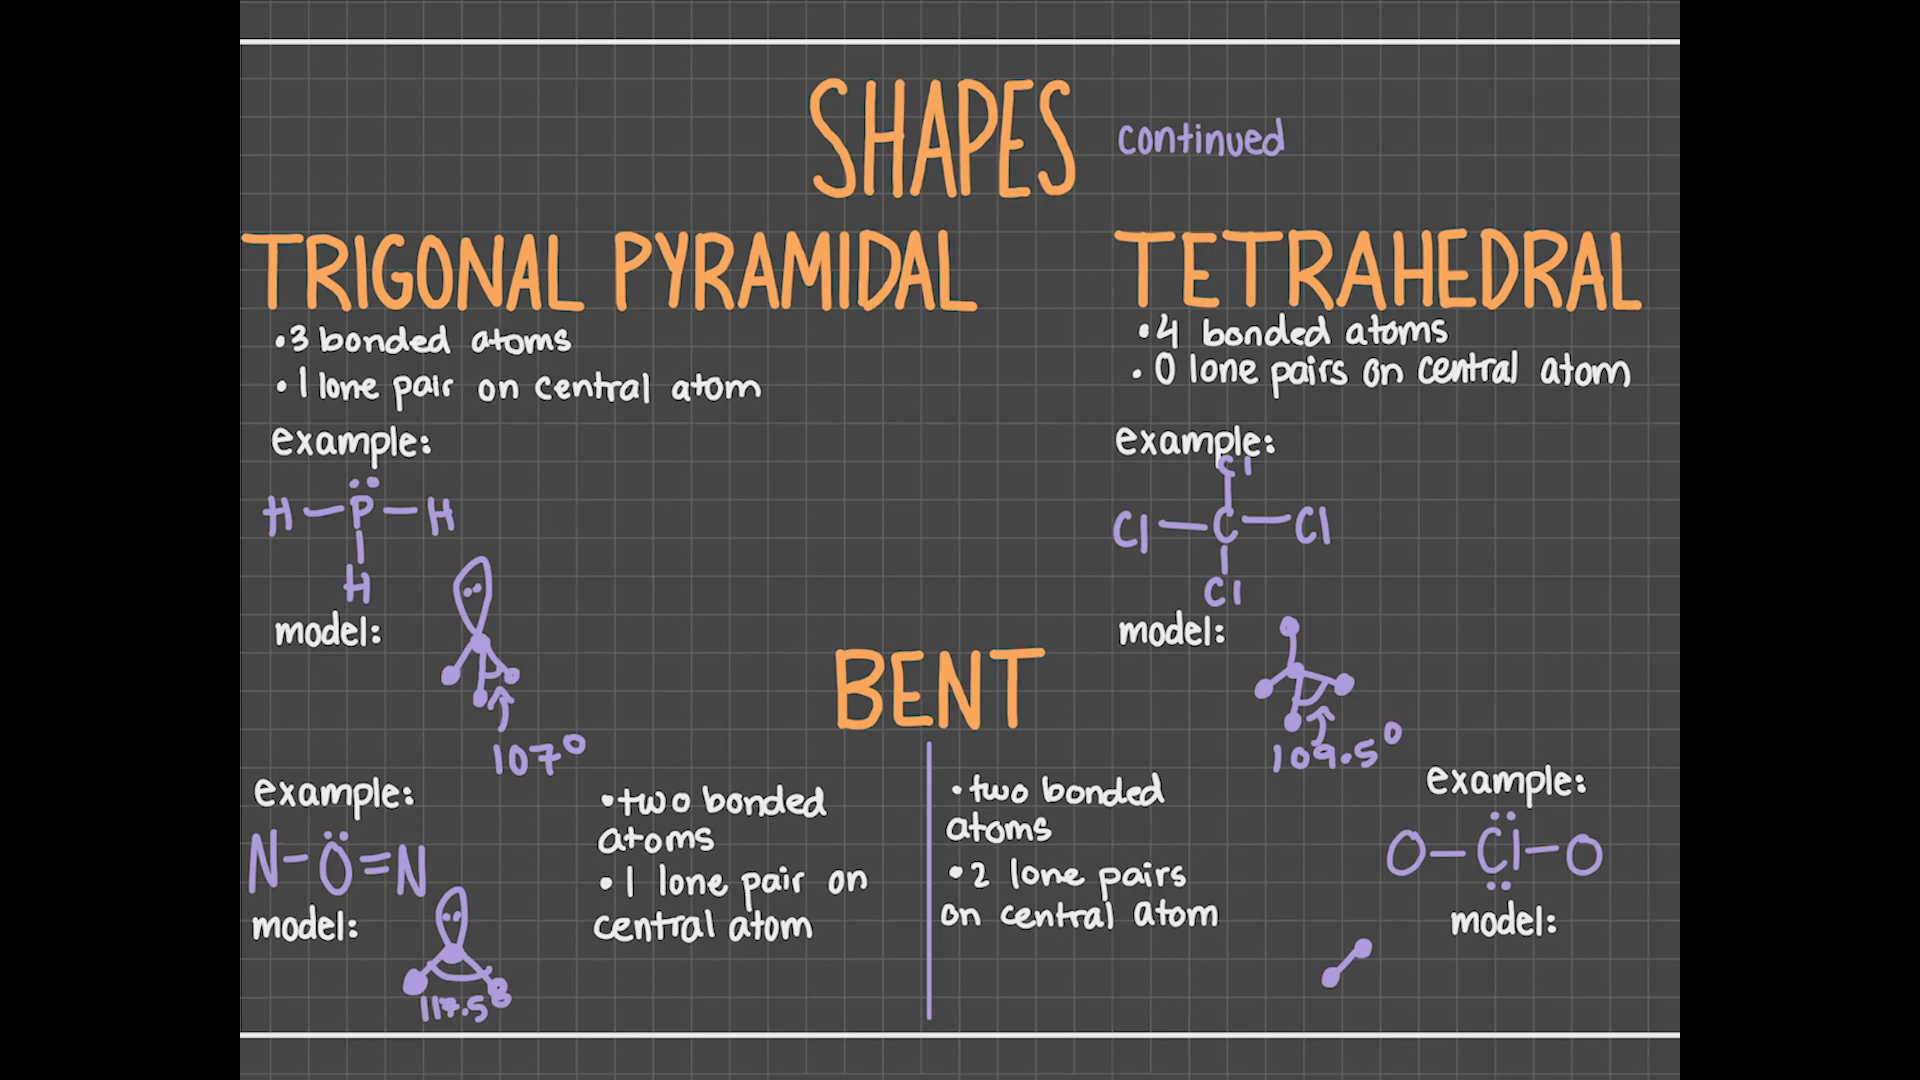 SHAPES continued
TRIGONAL PYRAMIDAL
•3 bonded atoms
•1 lone pair on central atom
example:
H-P-H
H
model:
107°
TETRAHEDRAL
•4 bonded atoms
•0 lone pairs on central atom
example:
Cl
Cl-C-Cl
Cl
model:
109.5°
BENT
example:
N-O=N
model:
117.5°
•two bonded
atoms
•1 lone pair on
central atom
•two bonded
atoms
•2 lone pairs
on central atom
example:
O-Cl-O
model: